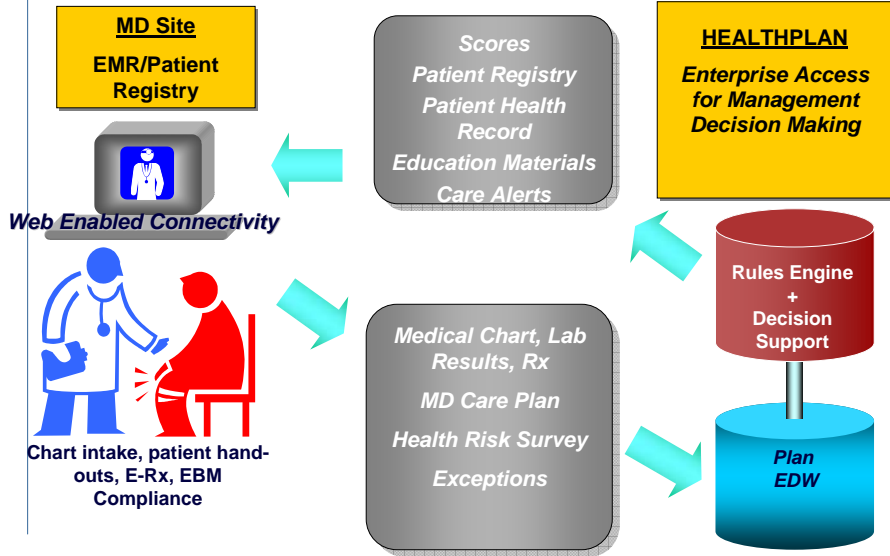 MD Site
EMR/Patient
Registry
Web Enabled Connectivity
Chart intake, patient hand-
outs, E-Rx, EBM
Compliance
Scores
Patient Registry
Patient Health
Record
Education Materials
Care Alerts
Medical Chart, Lab
Results, Rx
MD Care Plan
Health Risk Survey
Exceptions
HEALTHPLAN
Enterprise Access
for Management
Decision Making
Rules Engine
+
Decision
Support
Plan
EDW